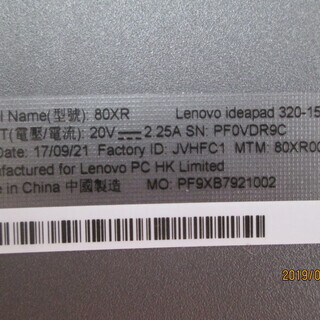 l Name(型號): 80XR Lenovo ideapad 320-15
T(電壓/電流): 20V⎓2.25A SN: PF0VDR9C
Date: 17/09/21 Factory ID: JVHFC1 MTM: 80XR00
ufactured for Lenovo PC HK Limited
e in China 中國製造 MO: PF9XB7921002
2019/0